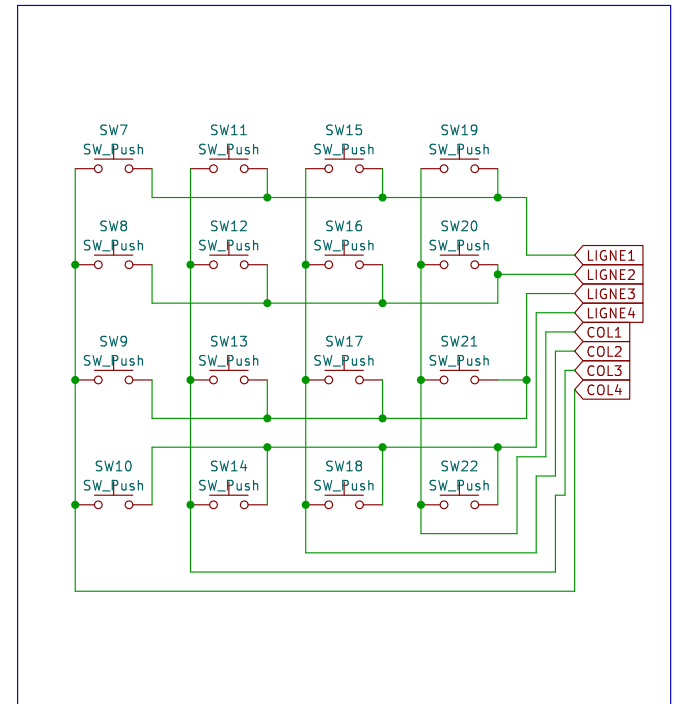 SW7 SW11 SW15 SW19
SW_Push SW_Push SW_Push SW_Push
SW8 SW12 SW16 SW20
SW_Push SW_Push SW_Push SW_Push
LIGNE1
LIGNE2
LIGNE3
LIGNE4
COL1
COL2
COL3
COL4
SW9 SW13 SW17 SW21
SW_Push SW_Push SW_Push SW_Push
SW10 SW14 SW18 SW22
SW_Push SW_Push SW_Push SW_Push